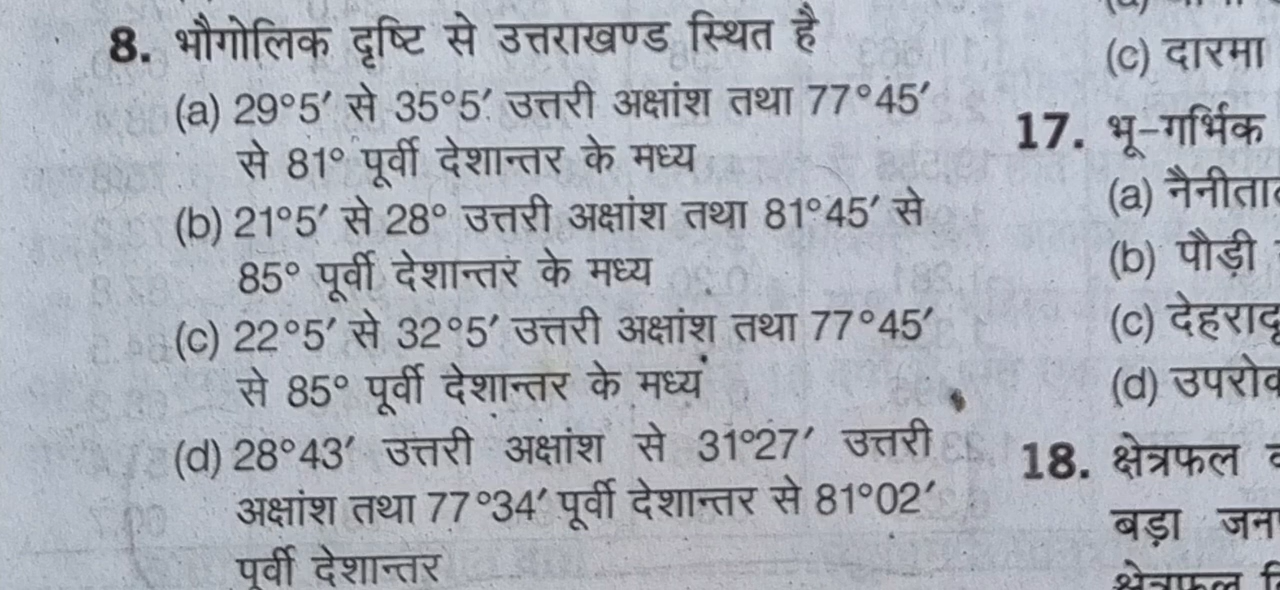 8. भौगोलिक दृष्टि से उत्तराखण्ड स्थित है
(a) 29°5′ से 35°5′ उत्तरी अक्षांश तथा 77°45′
से 81° पूर्वी देशान्तर के मध्य
(b) 21°5′ से 28° उत्तरी अक्षांश तथा 81°45′ से
85° पूर्वी देशान्तर के मध्य
(c) 22°5′ से 32°5′ उत्तरी अक्षांश तथा 77°45′
से 85° पूर्वी देशान्तर के मध्य
(d) 28°43′ उत्तरी अक्षांश से 31°27′ उत्तरी
अक्षांश तथा 77°34′ पूर्वी देशान्तर से 81°02′
पूर्वी देशान्तर
(c) दारमा
17. भू-गर्भिक
(a)
(b) पौड़ी
(c)
(d)
18. क्षेत्रफल
बड़ा